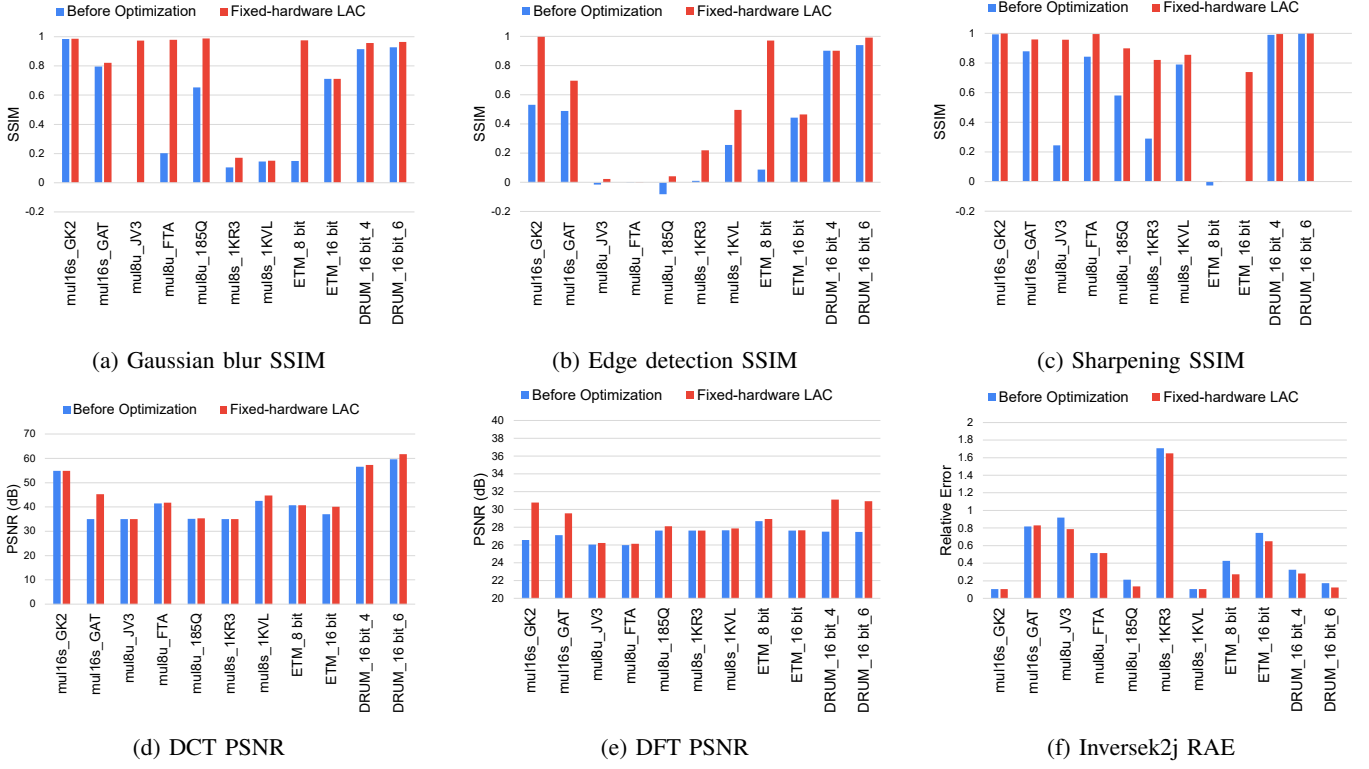 Before Optimization Fixed-hardware LAC
SSIM
1
0.8
0.6
0.4
0.2
0
-0.2
mul16s_GK2
mul16s_GAT
mul8u_JV3
mul8u_FTA
mul8u_185Q
mul8s_1KR3
mul8s_1KVL
ETM_8 bit
ETM_16 bit
DRUM_16 bit_4
DRUM_16 bit_6
(a) Gaussian blur SSIM
Before Optimization Fixed-hardware LAC
SSIM
1
0.8
0.6
0.4
0.2
0
-0.2
mul16s_GK2
mul16s_GAT
mul8u_JV3
mul8u_FTA
mul8u_185Q
mul8s_1KR3
mul8s_1KVL
ETM_8 bit
ETM_16 bit
DRUM_16 bit_4
DRUM_16 bit_6
(b) Edge detection SSIM
Before Optimization Fixed-hardware LAC
SSIM
1
0.8
0.6
0.4
0.2
0
-0.2
mul16s_GK2
mul16s_GAT
mul8u_JV3
mul8u_FTA
mul8u_185Q
mul8s_1KR3
mul8s_1KVL
ETM_8 bit
ETM_16 bit
DRUM_16 bit_4
DRUM_16 bit_6
(c) Sharpening SSIM
Before Optimization Fixed-hardware LAC
PSNR (dB)
70
60
50
40
30
20
10
0
mul16s_GK2
mul16s_GAT
mul8u_JV3
mul8u_FTA
mul8u_185Q
mul8s_1KR3
mul8s_1KVL
ETM_8 bit
ETM_16 bit
DRUM_16 bit_4
DRUM_16 bit_6
(d) DCT PSNR
Before Optimization Fixed-hardware LAC
PSNR (dB)
40
38
36
34
32
30
28
26
24
22
20
mul16s_GK2
mul16s_GAT
mul8u_JV3
mul8u_FTA
mul8u_185Q
mul8s_1KR3
mul8s_1KVL
ETM_8 bit
ETM_16 bit
DRUM_16 bit_4
DRUM_16 bit_6
(e) DFT PSNR
Before Optimization Fixed-hardware LAC
Relative Error
2
1.8
1.6
1.4
1.2
1
0.8
0.6
0.4
0.2
0
mul16s_GK2
mul16s_GAT
mul8u_JV3
mul8u_FTA
mul8u_185Q
mul8s_1KR3
mul8s_1KVL
ETM_8 bit
ETM_16 bit
DRUM_16 bit_4
DRUM_16 bit_6
(f) Inversek2j RAE